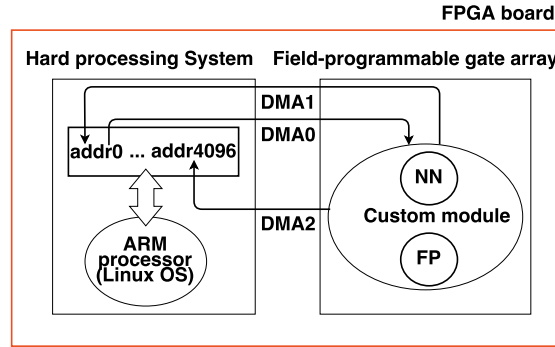 FPGA board
Hard processing System
Field-programmable gate array
DMA1
DMA0
addr0 ... addr4096
NN
Custom module
DMA2
FP
ARM
processor
(Linux OS)